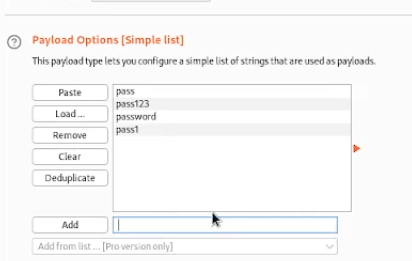 Payload Options [Simple list]
This payload type lets you configure a simple list of strings that are used as payloads.
Paste
Load ...
Remove
Clear
Deduplicate
pass
pass123
password
pass1
Add
Add from list ... [Pro version only]